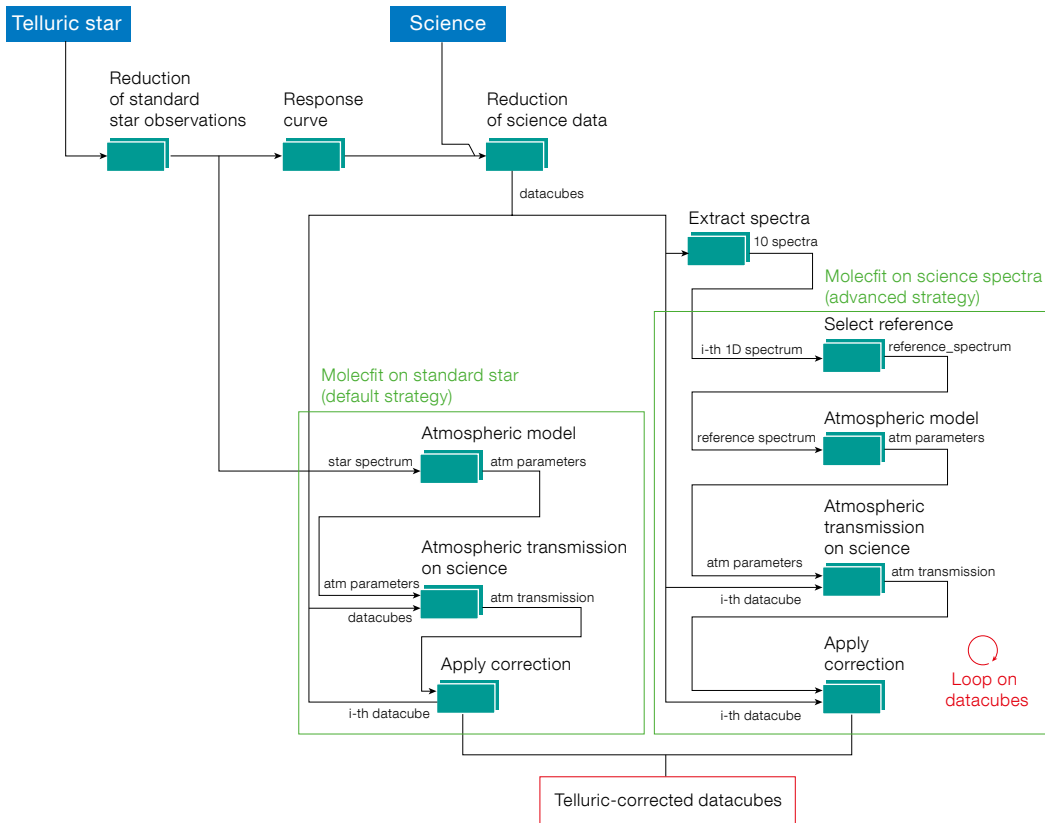 Telluric star
Science
Reduction
of standard
star observations
Response
curve
Reduction
of science data
datacubes
Extract spectra
10 spectra
Molecfit on science spectra
(advanced strategy)
Select reference
i-th 1D spectrum
reference_spectrum
Molecfit on standard star
(default strategy)
Atmospheric model
star spectrum
atm parameters
Atmospheric model
reference spectrum
atm parameters
Atmospheric transmission
on science
atm parameters
datacubes
atm transmission
Atmospheric
transmission
on science
atm parameters
atm transmission
i-th datacube
Apply correction
i-th datacube
Apply
correction
i-th datacube
Loop on
datacubes
Telluric-corrected datacubes